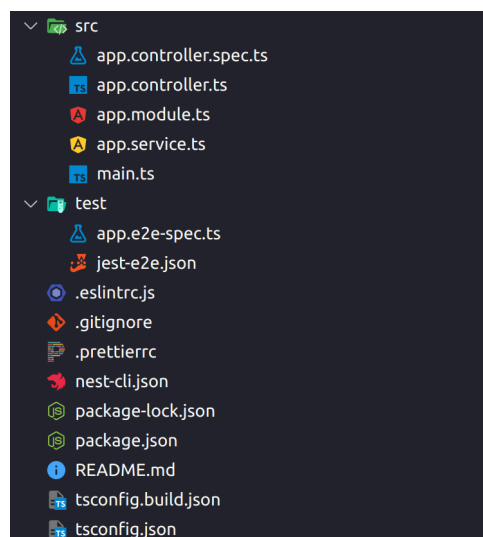 src
app.controller.spec.ts
app.controller.ts
app.module.ts
app.service.ts
main.ts
test
app.e2e-spec.ts
jest-e2e.json
.eslintrc.js
.gitignore
.prettierrc
nest-cli.json
package-lock.json
package.json
README.md
tsconfig.build.json
tsconfig.json